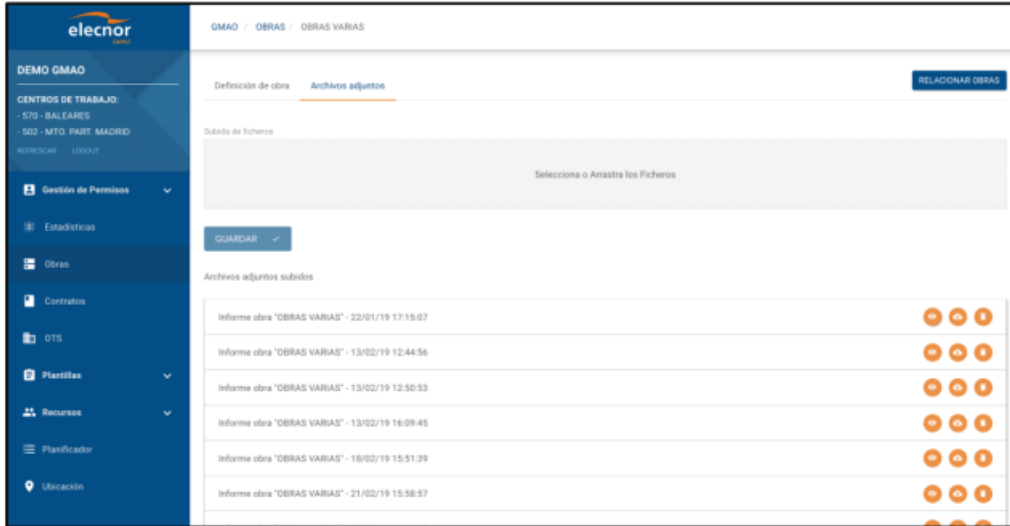 elecnor
GMAO
DEMO GMAO
CENTROS DE TRABAJO:
- 570 - BALEARES
- 502 - MTO. PART. MADRID
REFRESCAR LOGOUT
Gestión de Permisos
Estadísticas
Obras
Contratos
OTS
Plantillas
Recursos
Planificador
Ubicación
GMAO / OBRAS / OBRAS VARIAS
Definición de obra Archivos adjuntos
RELACIONAR OBRAS
Subida de ficheros
Selecciona o Arrastra los Ficheros
GUARDAR
Archivos adjuntos subidos
Informe obra "OBRAS VARIAS" - 22/01/19 17:15:07
Informe obra "OBRAS VARIAS" - 13/02/19 12:44:56
Informe obra "OBRAS VARIAS" - 13/02/19 12:50:53
Informe obra "OBRAS VARIAS" - 13/02/19 16:09:45
Informe obra "OBRAS VARIAS" - 18/02/19 15:51:39
Informe obra "OBRAS VARIAS" - 21/02/19 15:58:57